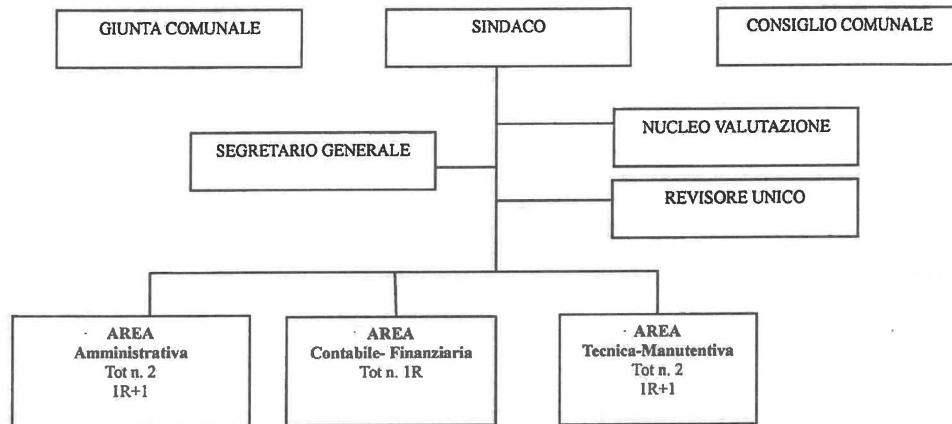 GIUNTA COMUNALE
SINDACO
CONSIGLIO COMUNALE
NUCLEO VALUTAZIONE
SEGRETARIO GENERALE
REVISORE UNICO
AREA
Amministrativa
Tot n. 2
1R+1
AREA
Contabile- Finanziaria
Tot n. 1R
AREA
Tecnica-Manutentiva
Tot n. 2
1R+1